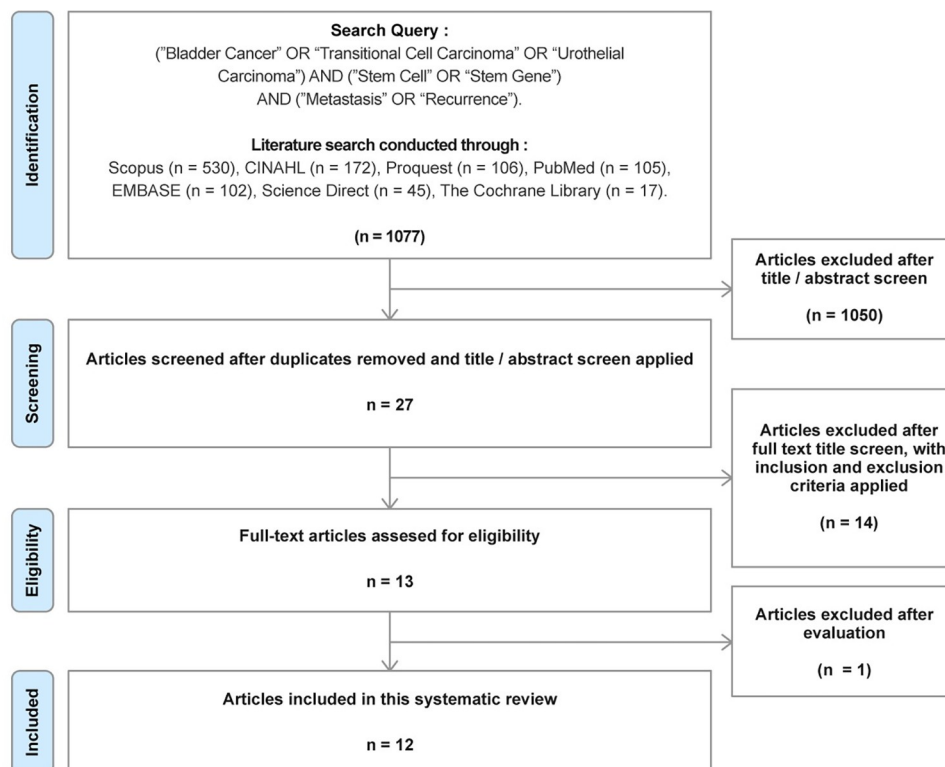 Identification
Search Query :
("Bladder Cancer" OR "Transitional Cell Carcinoma" OR "Urothelial
Carcinoma") AND ("Stem Cell" OR "Stem Gene")
AND ("Metastasis" OR "Recurrence").
Literature search conducted through :
Scopus (n = 530), CINAHL (n = 172), Proquest (n = 106), PubMed (n = 105),
EMBASE (n = 102), Science Direct (n = 45), The Cochrane Library (n = 17).
(n = 1077)
Articles excluded after
title / abstract screen
(n = 1050)
Screening
Articles screened after duplicates removed and title / abstract screen applied
n = 27
Articles excluded after
full text title screen, with
inclusion and exclusion
criteria applied
(n = 14)
Eligibility
Full-text articles assesed for eligibility
n = 13
Articles excluded after
evaluation
(n = 1)
Included
Articles included in this systematic review
n = 12